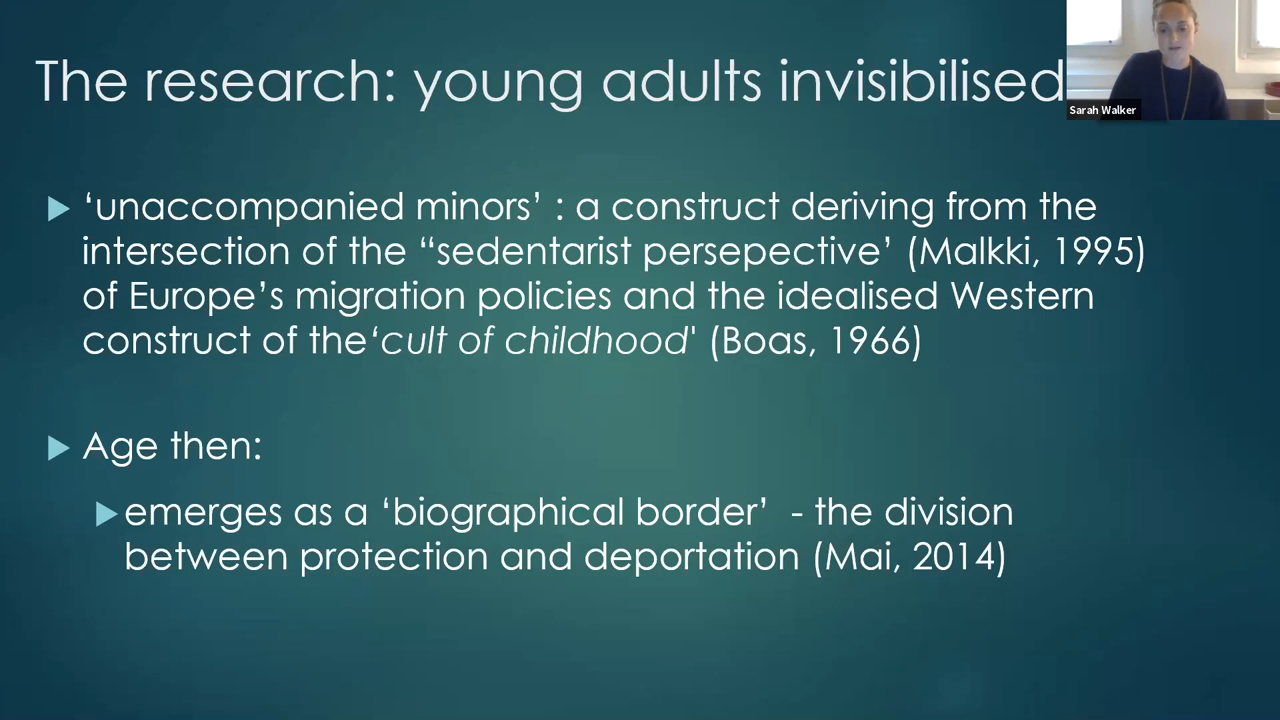 The research: young adults invisibilised
Sarah Walker
‘unaccompanied minors’ : a construct deriving from the
intersection of the “sedentarist persepective’ (Malkki, 1995)
of Europe’s migration policies and the idealised Western
construct of the‘cult of childhood' (Boas, 1966)
Age then:
emerges as a ‘biographical border’ - the division
between protection and deportation (Mai, 2014)